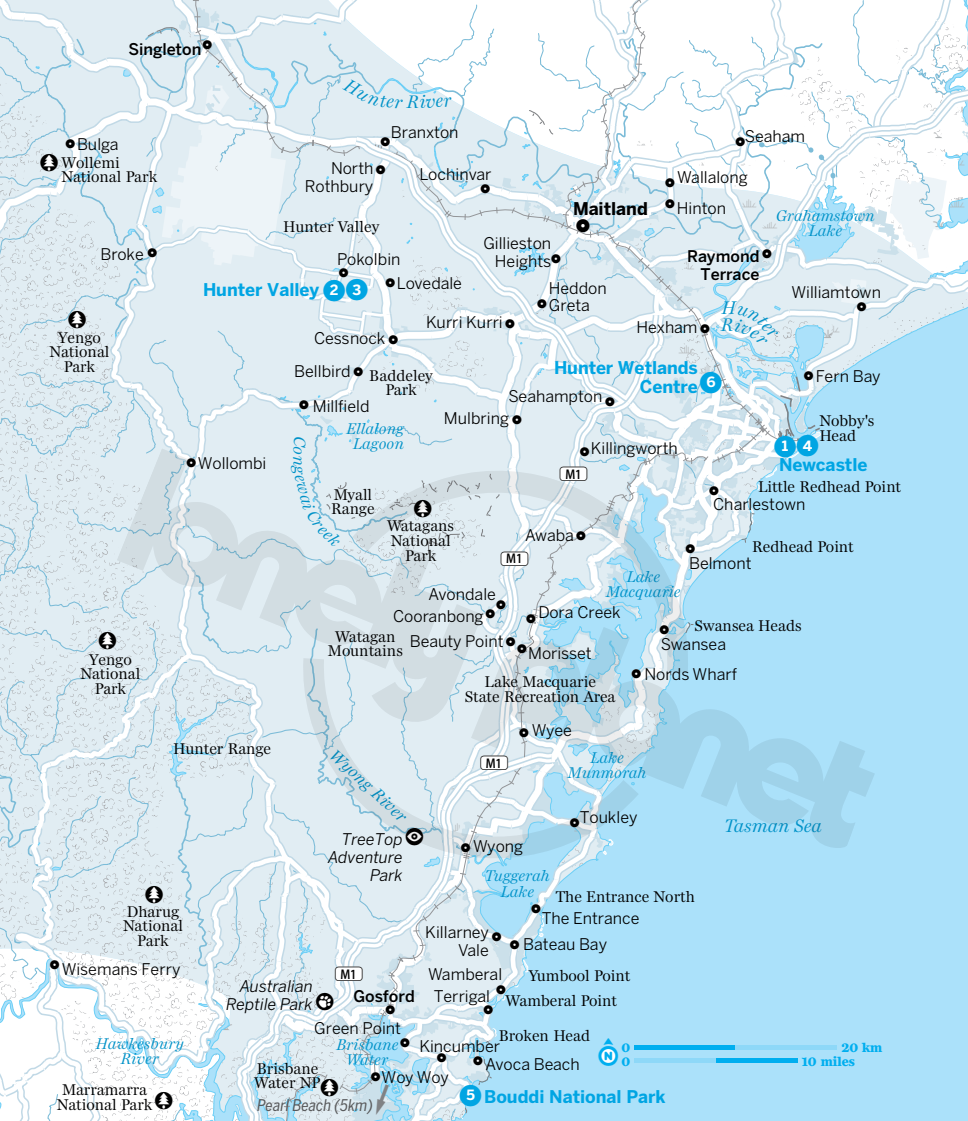 Singleton
Hunter River
Branxton
Seaham
Bulga
Wollemi
National Park
North
Rothbury
Lochinvar
Wallalong
Hinton
Maitland
Grahamstown
Lake
Hunter Valley
Gillieston
Heights
Broke
Pokolbin
Raymond
Terrace
Hunter Valley 2 3
Lovedale
Heddon
Greta
Williamtown
Yengo
National
Park
Kurri Kurri
Hexham
Hunter
River
Cessnock
Bellbird
Baddeley
Park
Hunter Wetlands
Centre 6
Fern Bay
Millfield
Seahampton
Mulbring
Ellalong
Lagoon
Nobby's
Head
1 4
Newcastle
Killingworth
Wollombi
Congewai Creek
M1
Little Redhead Point
Charlestown
Myall
Range
Watagans
National
Park
Awaba
Redhead Point
Belmont
M1
lonely planet
Lake
Macquarie
Avondale
Cooranbong
Dora Creek
Swansea Heads
Swansea
Watagan
Mountains
Beauty Point
Morisset
Yengo
National
Park
Nords Wharf
Lake Macquarie
State Recreation Area
Wyee
Hunter Range
Wyong River
M1
Lake
Munmorah
Toukley
Tasman Sea
TreeTop
Adventure
Park
Wyong
Tuggerah
Lake
Dharug
National
Park
The Entrance North
The Entrance
Killarney
Vale
Bateau Bay
Wisemans Ferry
M1
Wamberal
Yumbool Point
Australian
Reptile Park
Gosford
Terrigal
Wamberal Point
Green Point
Broken Head
Hawkesbury
River
Brisbane
Water
Kincumber
Avoca Beach
N
0 20 km
0 10 miles
Brisbane
Water NP
Woy Woy
Marramarra
National Park
Pearl Beach (5km)
5 Bouddi National Park